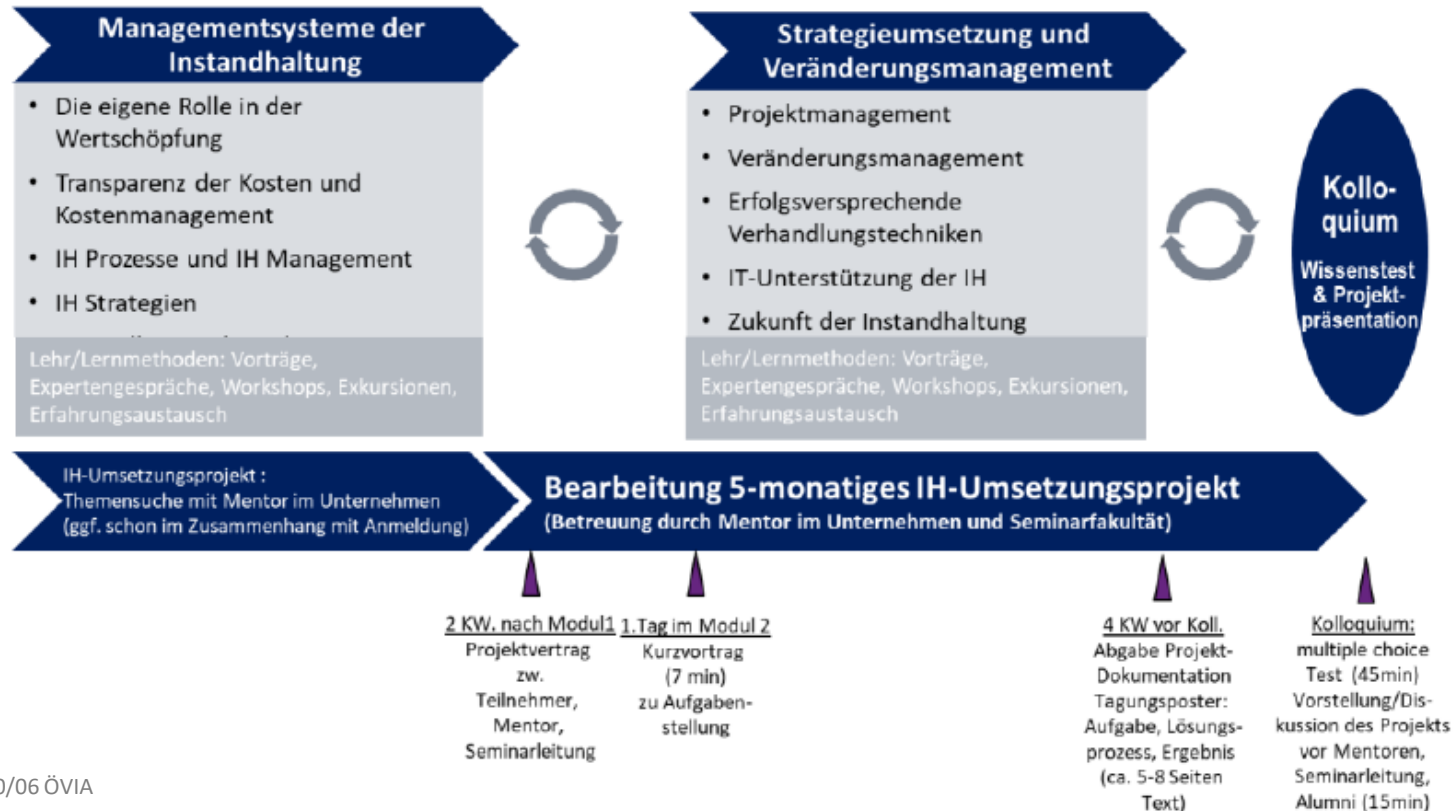 Managementsysteme der
Instandhaltung
• Die eigene Rolle in der
Wertschöpfung
• Transparenz der Kosten und
Kostenmanagement
• IH Prozesse und IH Management
• IH Strategien
Lehr/Lernmethoden: Vorträge,
Expertengespräche, Workshops, Exkursionen,
Erfahrungsaustausch
Strategieumsetzung und
Veränderungsmanagement
• Projektmanagement
• Veränderungsmanagement
• Erfolgsversprechende
Verhandlungstechniken
• IT-Unterstützung der IH
• Zukunft der Instandhaltung
Lehr/Lernmethoden: Vorträge,
Expertengespräche, Workshops, Exkursionen,
Erfahrungsaustausch
Kollo-
quium
Wissenstest
& Projekt-
präsentation
IH-Umsetzungsprojekt :
Themensuche mit Mentor im Unternehmen
(ggf. schon im Zusammenhang mit Anmeldung)
Bearbeitung 5-monatiges IH-Umsetzungsprojekt
(Betreuung durch Mentor im Unternehmen und Seminarfakultät)
2 KW. nach Modul1
Projektvertrag
zw.
Teilnehmer,
Mentor,
Seminarleitung
1.Tag im Modul 2
Kurzvortrag
(7 min)
zu Aufgaben-
stellung
4 KW vor Koll.
Abgabe Projekt-
Dokumentation
Tagungsposter:
Aufgabe, Lösungs-
prozess, Ergebnis
(ca. 5-8 Seiten
Text)
Kolloquium:
multiple choice
Test (45min)
Vorstellung/Dis-
kussion des Projekts
vor Mentoren,
Seminarleitung,
Alumni (15min)
0/06 ÖVIA